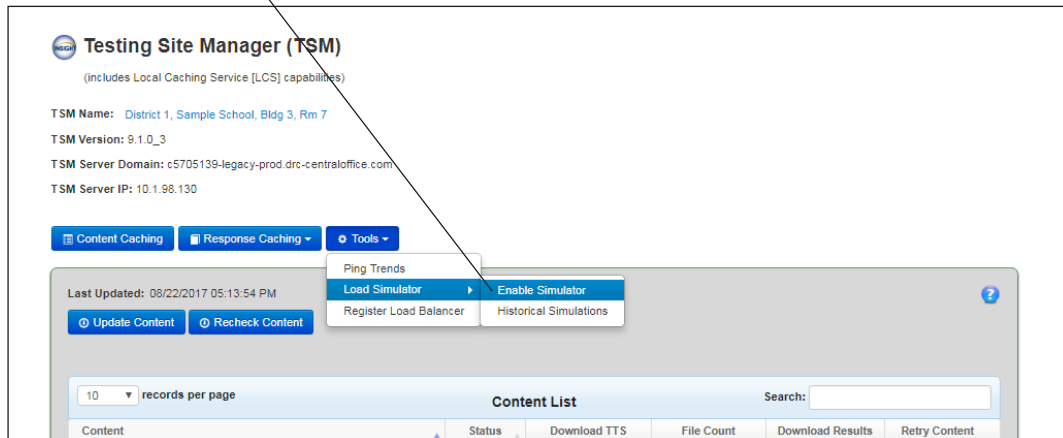 INSIGHT Testing Site Manager (TSM)
(includes Local Caching Service [LCS] capabilities)
TSM Name: District 1, Sample School, Bldg 3, Rm 7
TSM Version: 9.1.0_3
TSM Server Domain: c5705139-legacy-prod.drc-centraloffice.com
TSM Server IP: 10.1.98.130
Content Caching Response Caching Tools
Ping Trends
Last Updated: 08/22/2017 05:13:54 PM Load Simulator Enable Simulator ?
Update Content Recheck Content Register Load Balancer Historical Simulations
10 records per page Content List Search:
Content Status Download TTS File Count Download Results Retry Content